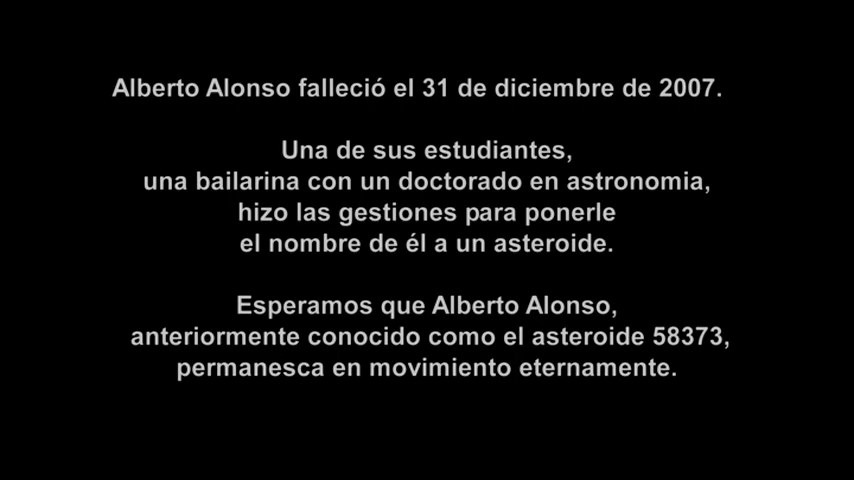 Alberto Alonso falleció el 31 de diciembre de 2007.
Una de sus estudiantes,
una bailarina con un doctorado en astronomia,
hizo las gestiones para ponerle
el nombre de él a un asteroide.
Esperamos que Alberto Alonso,
anteriormente conocido como el asteroide 58373,
permanesca en movimiento eternamente.